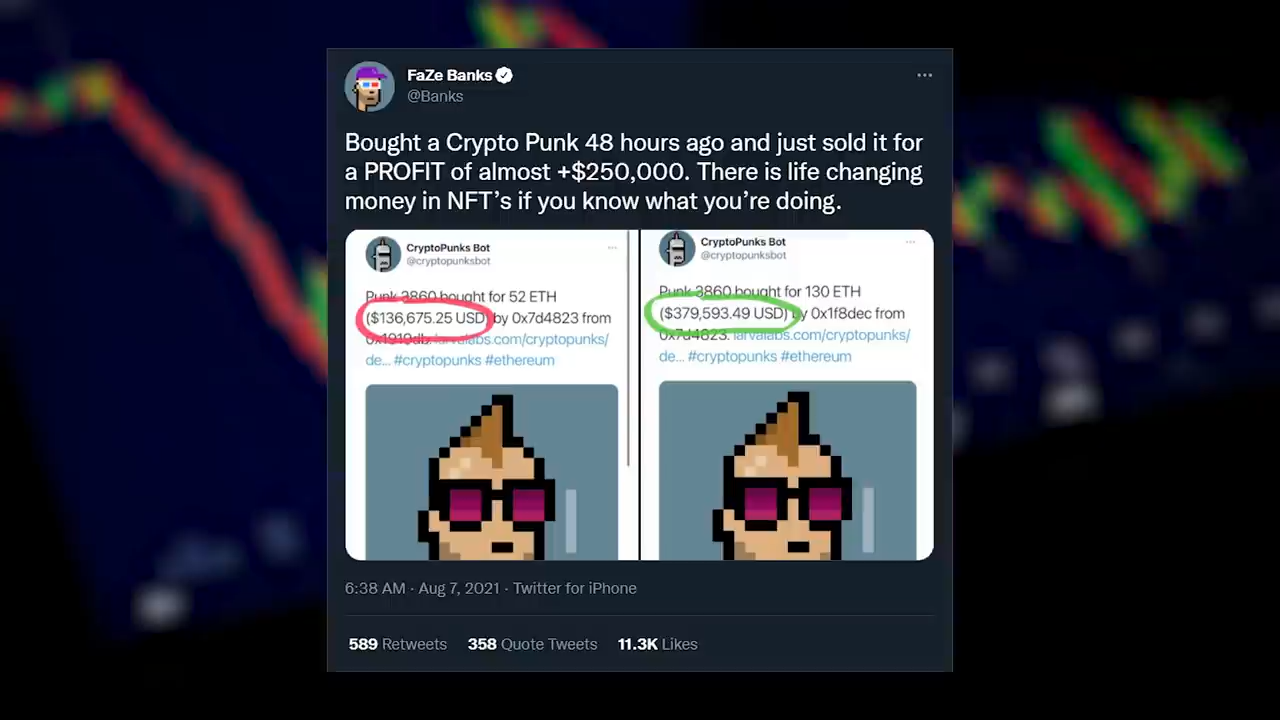 FaZe Banks
@Banks
Bought a Crypto Punk 48 hours ago and just sold it for
a PROFIT of almost +$250,000. There is life changing
money in NFT's if you know what you're doing.
CryptoPunks Bot
@cryptopunksbot
Punk 3860 bought for 52 ETH
($136,675.25 USD) by 0x7d4823 from
0x1919db. larvalabs.com/cryptopunks/
de... #cryptopunks #ethereum
CryptoPunks Bot
@cryptopunksbot
Punk 3860 bought for 130 ETH
($379,593.49 USD) by 0x1f8dec from
0x7d4823. larvalabs.com/cryptopunks/
de... #cryptopunks #ethereum
6:38 AM · Aug 7, 2021 · Twitter for iPhone
589 Retweets 358 Quote Tweets 11.3K Likes